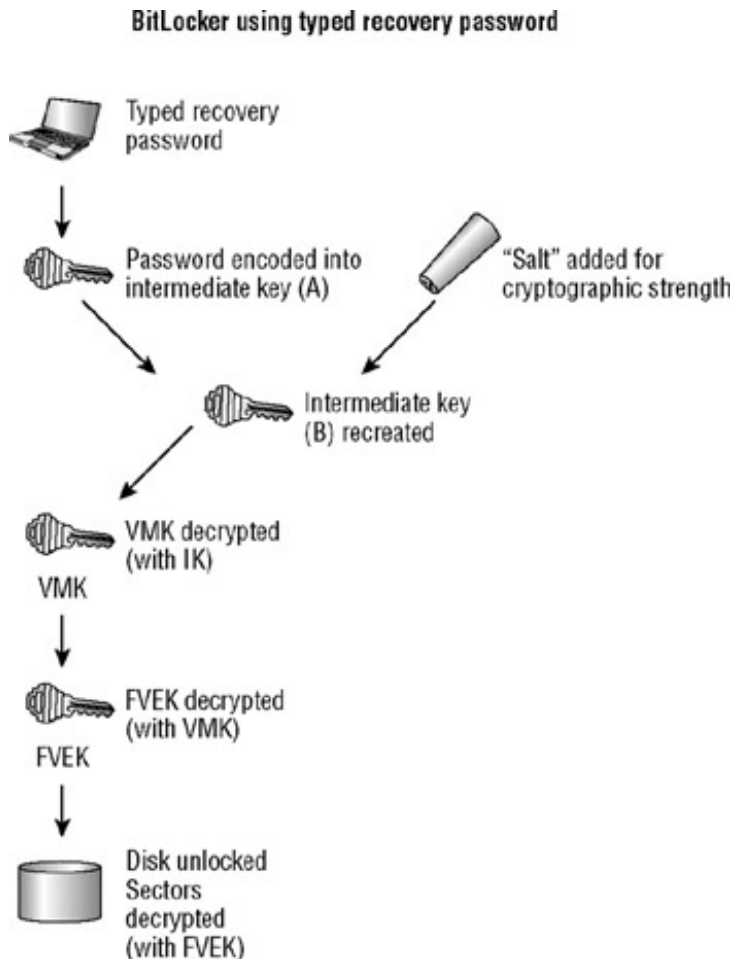 BitLocker using typed recovery password
Typed recovery
password
Password encoded into
intermediate key (A)
“Salt” added for
cryptographic strength
Intermediate key
(B) recreated
VMK decrypted
(with IK)
VMK
FVEK decrypted
(with VMK)
FVEK
Disk unlocked
Sectors
decrypted
(with FVEK)